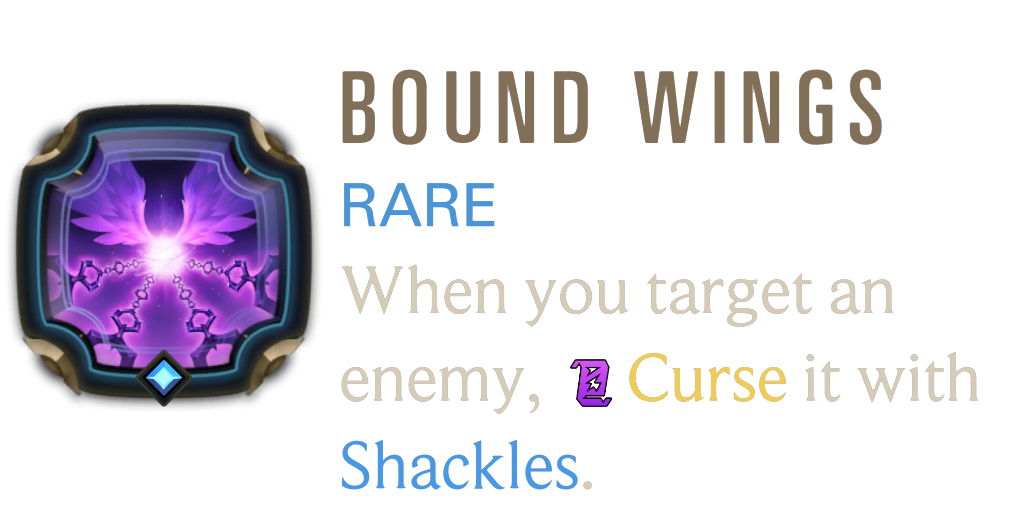 BOUND WINGS
RARE
When you target an
enemy, Curse it with
Shackles.